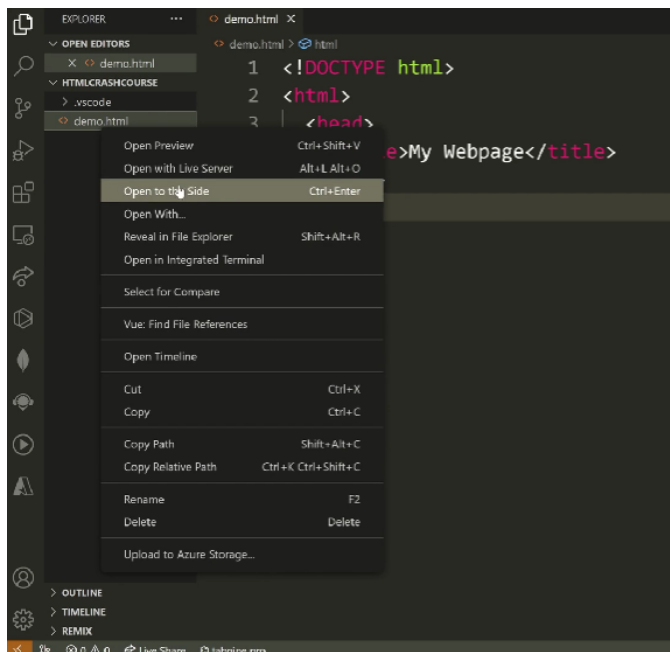 EXPLORER ...
demo.html X
OPEN EDITORS
X demo.html
HTMLCRASHCOURSE
.vscode
demo.html
demo.html > html
1 <!DOCTYPE html>
2 <html>
3 <head>
e>My Webpage</title>
Open Preview Ctrl+Shift+V
Open with Live Server Alt+L Alt+O
Open to the Side Ctrl+Enter
Open With...
Reveal in File Explorer Shift+Alt+R
Open in Integrated Terminal
Select for Compare
Vue: Find File References
Open Timeline
Cut Ctrl+X
Copy Ctrl+C
Copy Path Shift+Alt+C
Copy Relative Path Ctrl+K Ctrl+Shift+C
Rename F2
Delete Delete
Upload to Azure Storage...
OUTLINE
TIMELINE
REMIX
0 0 Live Share tabnine pro